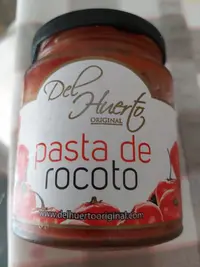 Del Huerto
ORIGINAL
pasta de
rocoto
www.delhuertooriginal.com